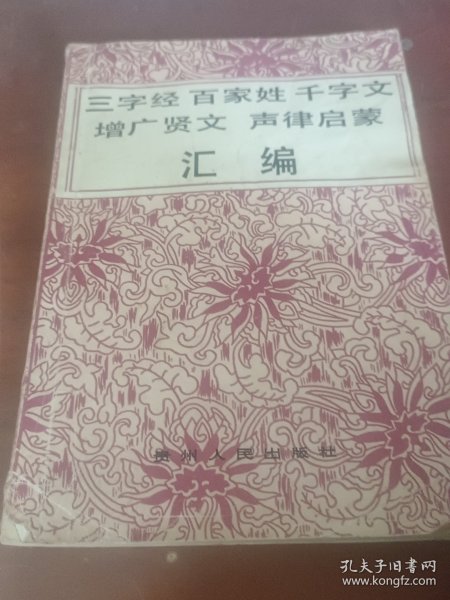 三字经 百家姓 千字文
增广贤文 声律启蒙
汇 编
贵州人民出版社
孔夫子旧书网
www.kongfz.com